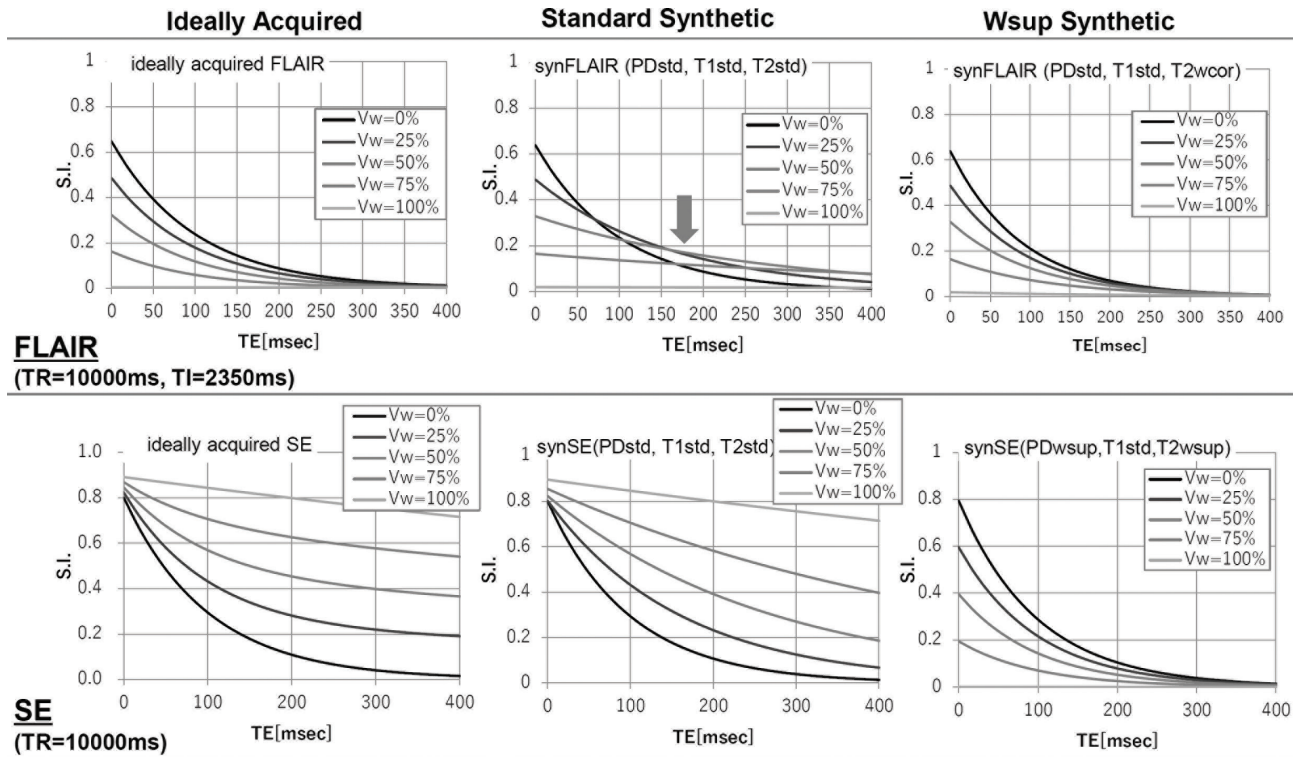 Ideally Acquired
Standard Synthetic
Wsup Synthetic
ideally acquired FLAIR
1
0.8
0.6
0.4
0.2
0
S.I.
Vw=0%
Vw=25%
Vw=50%
Vw=75%
Vw=100%
0 50 100 150 200 250 300 350 400
TE[msec]
synFLAIR (PDstd, T1std, T2std)
1
0.8
0.6
0.4
0.2
0
S.I.
Vw=0%
Vw=25%
Vw=50%
Vw=75%
Vw=100%
0 50 100 150 200 250 300 350 400
TE[msec]
synFLAIR (PDstd, T1std, T2wcor)
1
0.8
0.6
0.4
0.2
0
S.I.
Vw=0%
Vw=25%
Vw=50%
Vw=75%
Vw=100%
0 50 100 150 200 250 300 350 400
TE[msec]
FLAIR
(TR=10000ms, TI=2350ms)
ideally acquired SE
1.0
0.8
0.6
0.4
0.2
0.0
S.I.
Vw=0%
Vw=25%
Vw=50%
Vw=75%
Vw=100%
0 100 200 300 400
TE[msec]
synSE(PDstd, T1std, T2std)
1
0.8
0.6
0.4
0.2
0
S.I.
Vw=0%
Vw=25%
Vw=50%
Vw=75%
Vw=100%
0 100 200 300 400
TE[msec]
synSE(PDwsup,T1std,T2wsup)
1
0.8
0.6
0.4
0.2
0
S.I.
Vw=0%
Vw=25%
Vw=50%
Vw=75%
Vw=100%
0 100 200 300 400
TE[msec]
SE
(TR=10000ms)